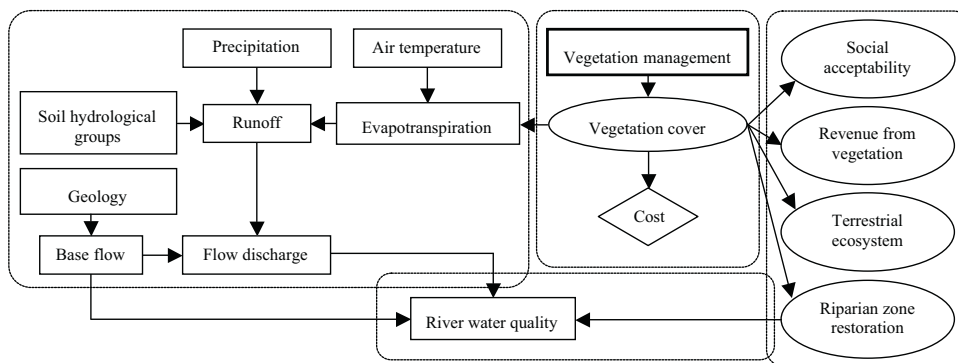 Precipitation
Air temperature
Vegetation management
Social
acceptability
Soil hydrological
groups
Runoff
Evapotranspiration
Vegetation cover
Revenue from
vegetation
Geology
Cost
Terrestrial
ecosystem
Base flow
Flow discharge
River water quality
Riparian zone
restoration